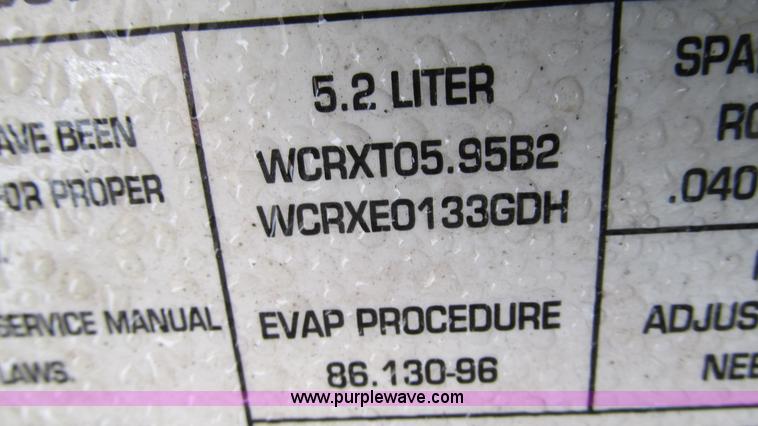 5.2 LITER
WCRXT05.95B2
WCRXE0133GDH
EVAP PROCEDURE
86.130-96
AVE BEEN
FOR PROPER
SERVICE MANUAL
LAWS.
SPA
RO
.040
ADJUS
NEE
www.purplewave.com